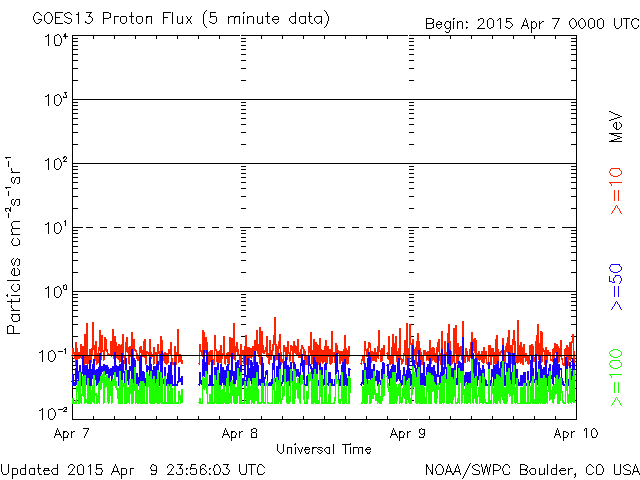 GOES13 Proton Flux (5 minute data)
Begin: 2015 Apr 7 0000 UTC
10⁴
10³
10²
10¹
10⁰
10⁻¹
10⁻²
Particles cm⁻²s⁻¹sr⁻¹
MeV
>=10
>=50
>=100
Apr 7
Apr 8
Apr 9
Apr 10
Universal Time
Updated 2015 Apr 9 23:56:03 UTC
NOAA/SWPC Boulder, CO USA